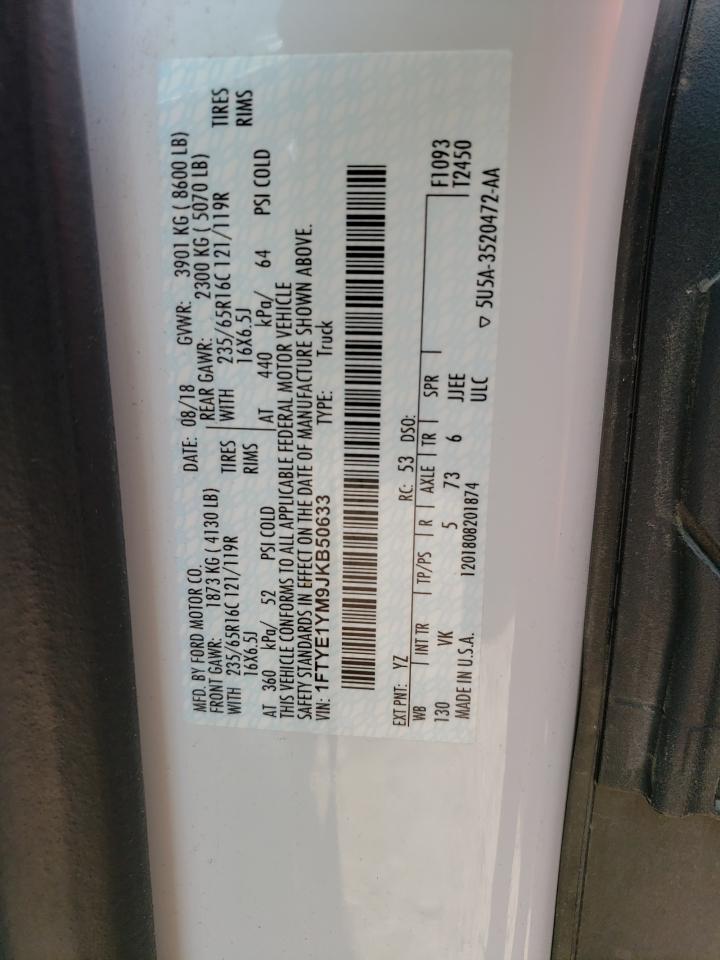 MFD. BY FORD MOTOR CO. DATE: 08/18 GVWR: 3901 KG ( 8600 LB)
FRONT GAWR: 1873 KG ( 4130 LB) REAR GAWR: 2300 KG ( 5070 LB)
WITH 235/65R16C 121/119R TIRES WITH 235/65R16C 121/119R TIRES
16X6.5J RIMS 16X6.5J RIMS
AT 360 kPa/ 52 PSI COLD AT 440 kPa/ 64 PSI COLD
THIS VEHICLE CONFORMS TO ALL APPLICABLE FEDERAL MOTOR VEHICLE
SAFETY STANDARDS IN EFFECT ON THE DATE OF MANUFACTURE SHOWN ABOVE.
VIN: 1FTYE1YM9JKB50633 TYPE: Truck
EXT PNT: YZ RC: 53 DSO:
WB INT TR TP/PS R AXLE TR SPR F1093
130 VK 5 73 6 JJEE T2450
MADE IN U.S.A. 1201808201874 ULC
▽ 5U5A-3520472-AA